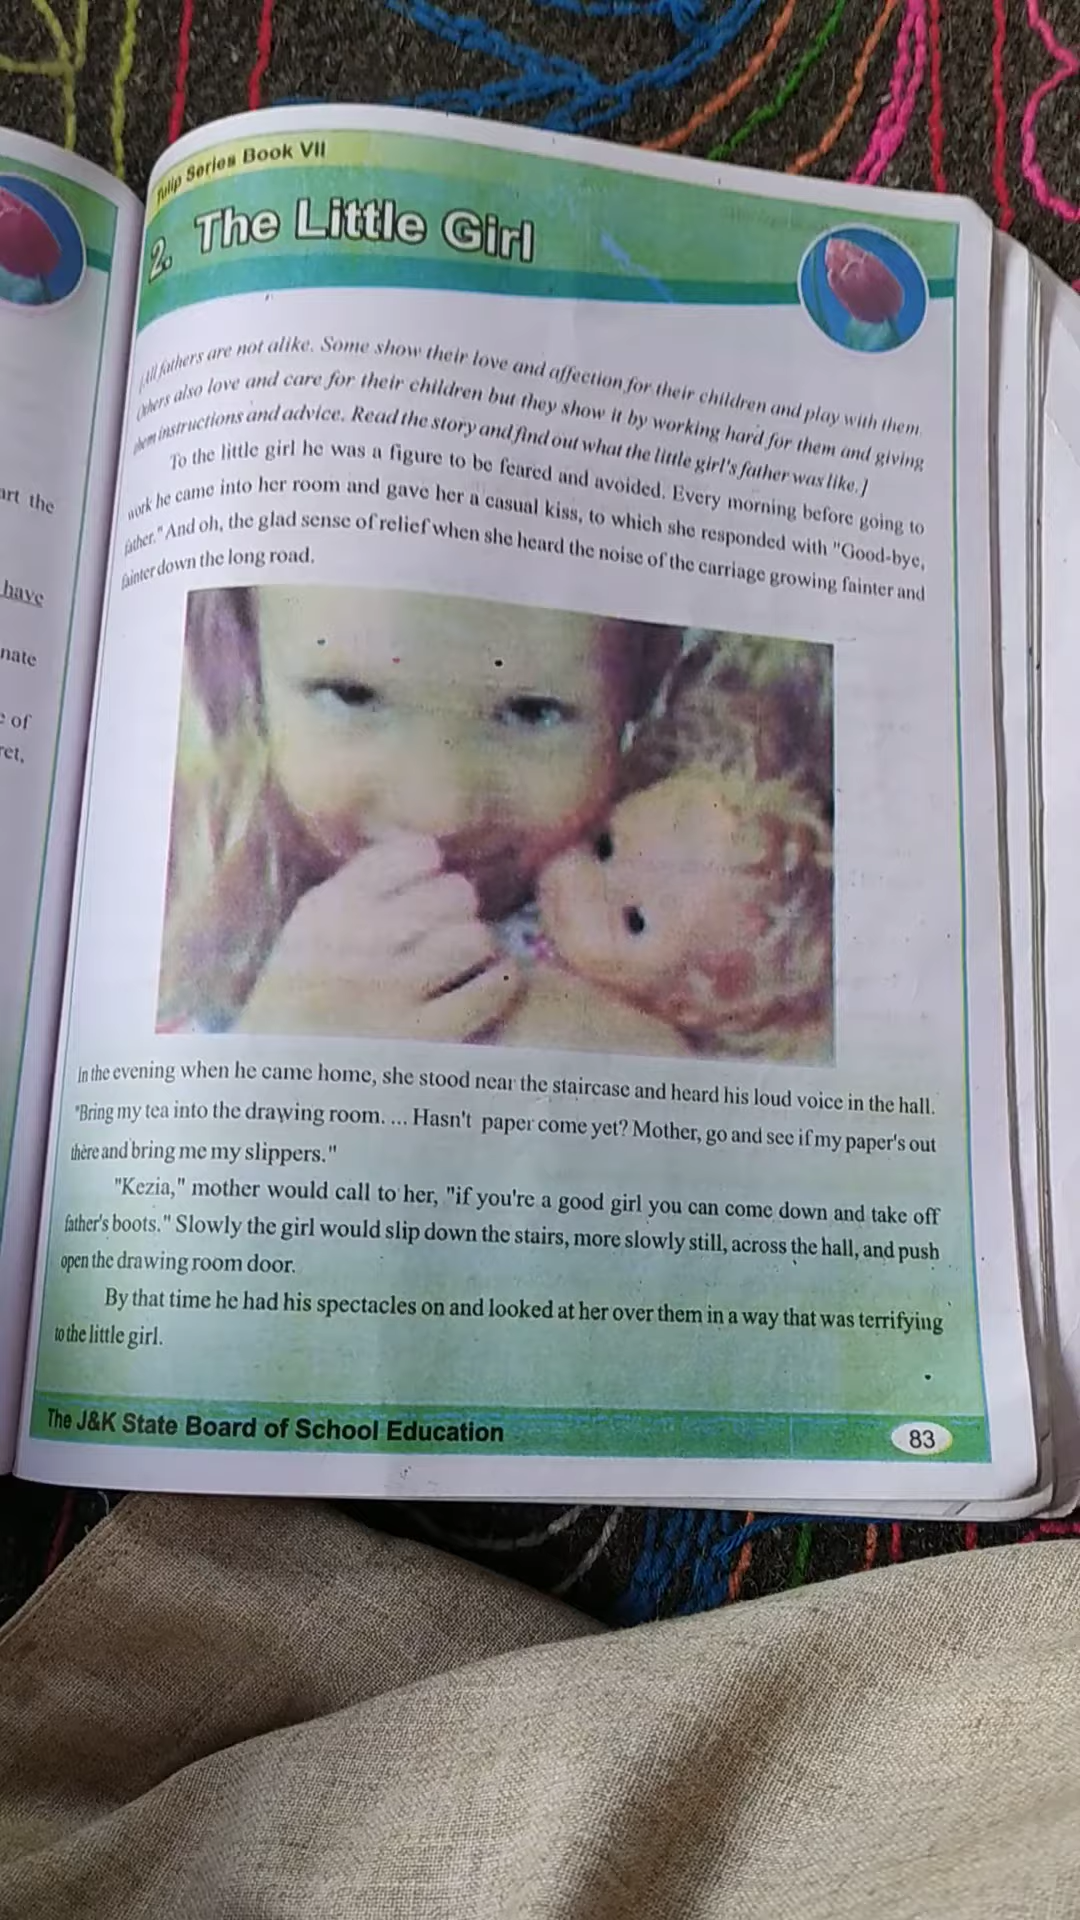 art the
have
nate
e of
ret,
Tulip Series Book VII
2. The Little Girl
[All fathers are not alike. Some show their love and affection for their children and play with them.
Others also love and care for their children but they show it by working hard for them and giving
them instructions and advice. Read the story and find out what the little girl's father was like.]
To the little girl he was a figure to be feared and avoided. Every morning before going to
work he came into her room and gave her a casual kiss, to which she responded with "Good-bye,
father." And oh, the glad sense of relief when she heard the noise of the carriage growing fainter and
fainter down the long road.
In the evening when he came home, she stood near the staircase and heard his loud voice in the hall.
"Bring my tea into the drawing room. ... Hasn't paper come yet? Mother, go and see if my paper's out
there and bring me my slippers."
"Kezia," mother would call to her, "if you're a good girl you can come down and take off
father's boots." Slowly the girl would slip down the stairs, more slowly still, across the hall, and push
open the drawing room door.
By that time he had his spectacles on and looked at her over them in a way that was terrifying
to the little girl.
The J&K State Board of School Education
83